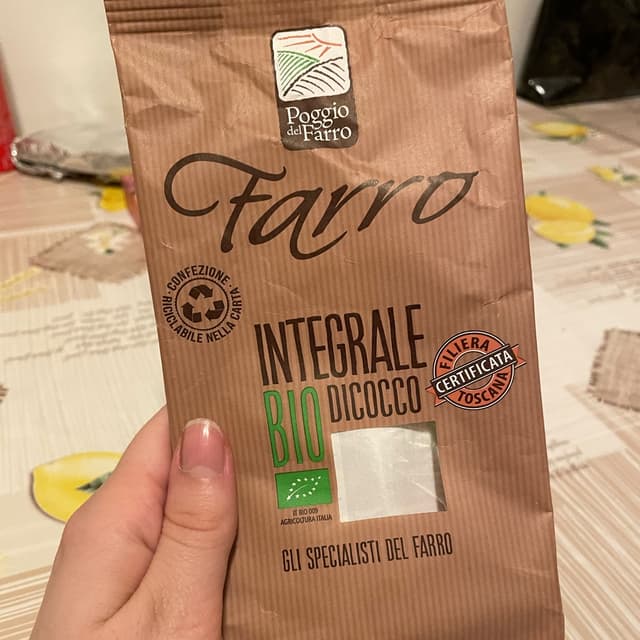 Poggio
del Farro
Farro
CONFEZIONE
RICICLABILE NELLA CARTA
INTEGRALE
BIO
DICOCCO
FILIERA
CERTIFICATA
TOSCANA
IT BIO 009
AGRICOLTURA ITALIA
GLI SPECIALISTI DEL FARRO